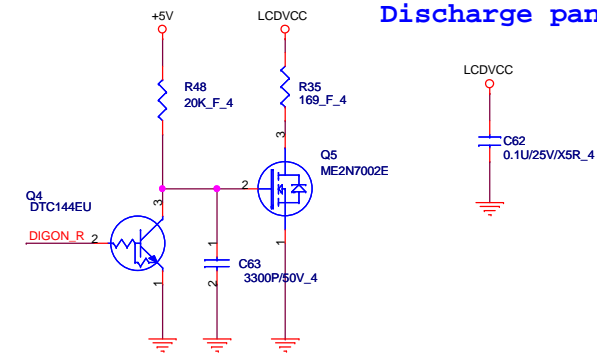 Discharge pan
+5V
LCDVCC
R48
20K_F_4
R35
169_F_4
LCDVCC
C62
0.1U/25V/X5R_4
3
Q5
ME2N7002E
2
Q4
DTC144EU
3
DIGON_R 2
1
1
C63
3300P/50V_4
2
1